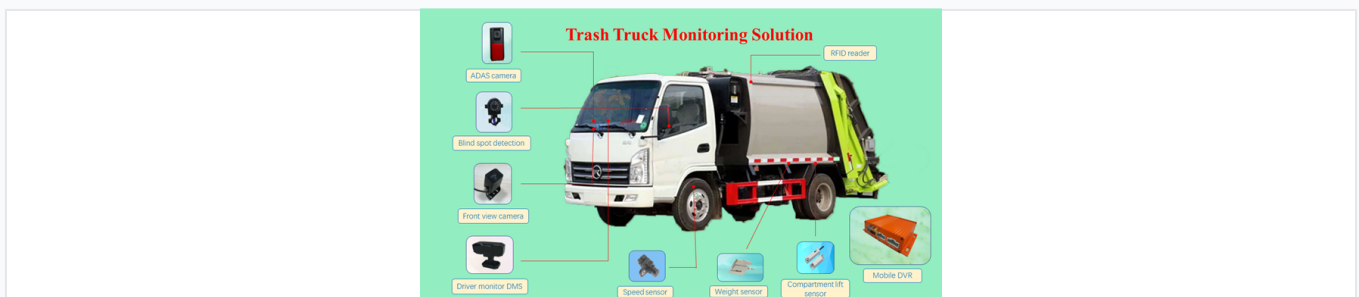 Trash Truck Monitoring Solution
RFID reader
ADAS camera
Blind spot detection
Front view camera
Driver monitor DMS
Speed sensor
Weight sensor
Compartment lift
sensor
Mobile DVR